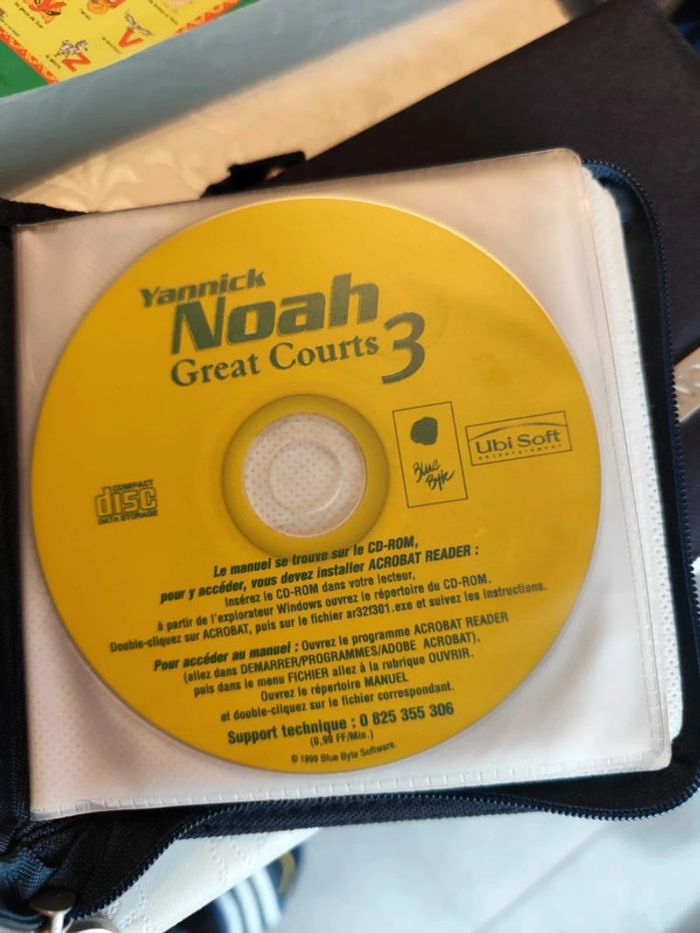 V
Z
Yannick
Noah
Great Courts 3
Blue
Byte
Ubi Soft
ENTERTAINMENT
COMPACT
disc
DATA STORAGE
Le manuel se trouve sur le CD-ROM,
pour y accéder, vous devez installer ACROBAT READER :
Insérez le CD-ROM dans votre lecteur,
à partir de l'explorateur Windows ouvrez le répertoire du CD-ROM.
Double-cliquez sur ACROBAT, puis sur le fichier ar32f301.exe et suivez les instructions.
Pour accéder au manuel : Ouvrez le programme ACROBAT READER
(allez dans DEMARRER/PROGRAMMES/ADOBE ACROBAT),
puis dans le menu FICHIER allez à la rubrique OUVRIR.
Ouvrez le répertoire MANUEL
et double-cliquez sur le fichier correspondant.
Support technique : 0 825 355 306
(0,99 FF/Min.)
© 1999 Blue Byte Software.